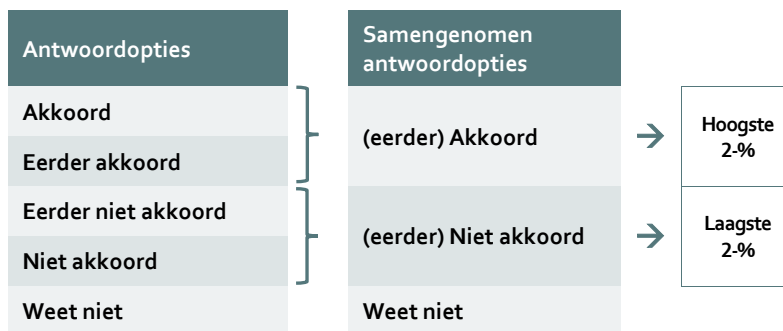 Antwoordopties
Samengenomen
antwoordopties
Akkoord
Eerder akkoord
Eerder niet akkoord
Niet akkoord
Weet niet
(eerder) Akkoord
(eerder) Niet akkoord
Weet niet
Hoogste
2-%
Laagste
2-%